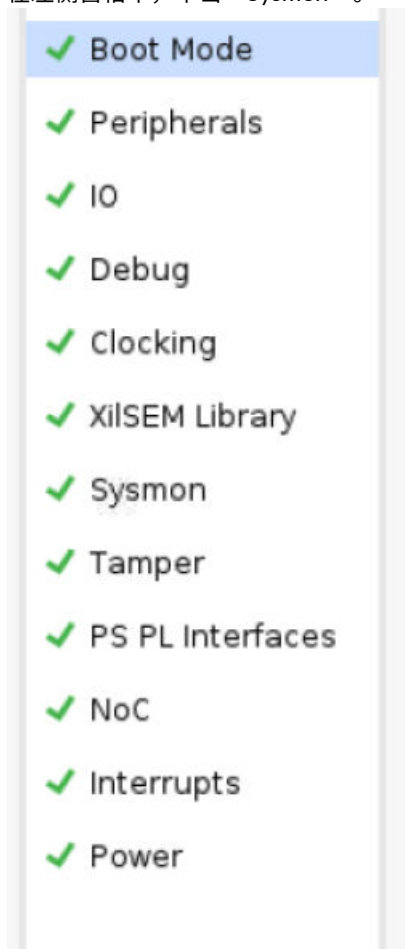 Boot Mode
Peripherals
IO
Debug
Clocking
XilSEM Library
Sysmon
Tamper
PS PL Interfaces
NoC
Interrupts
Power